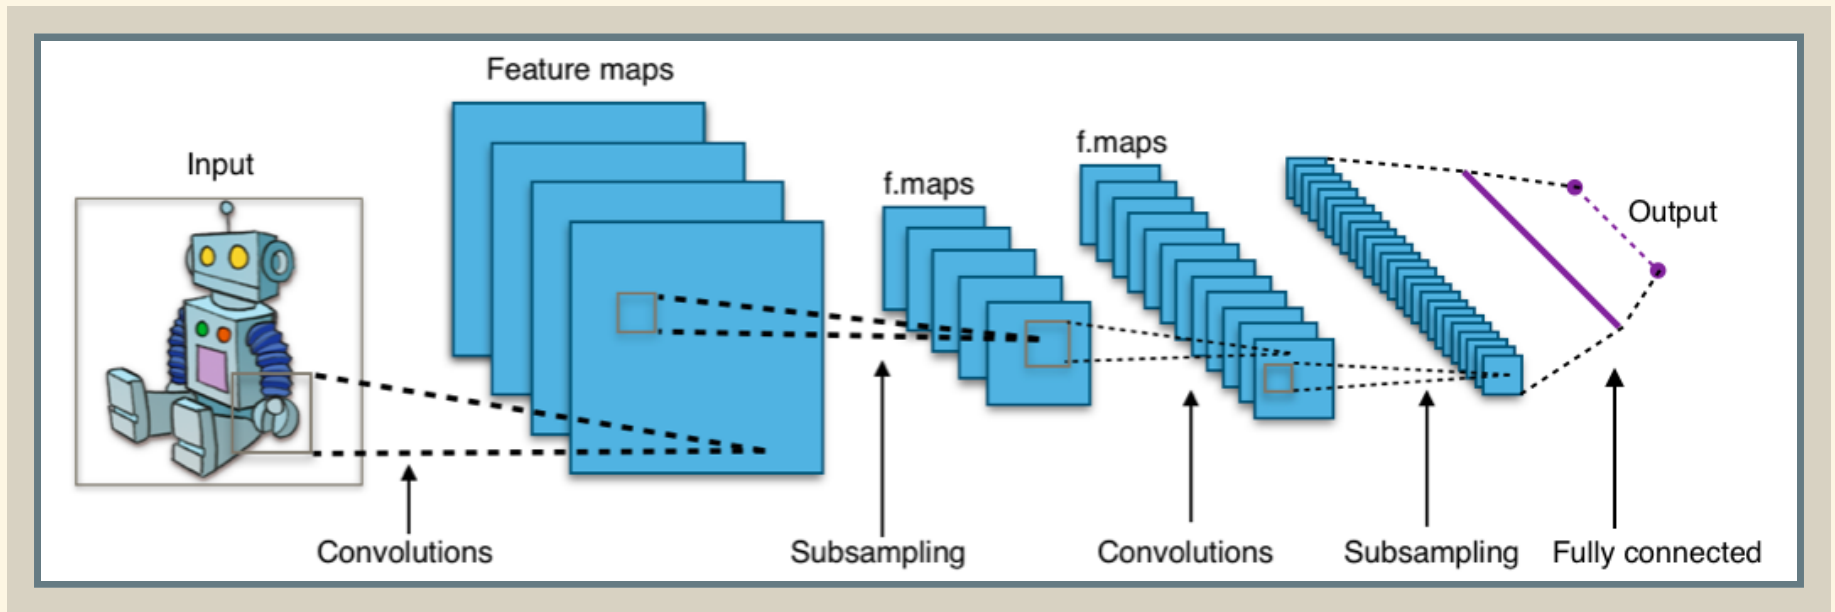 Feature maps
Input
f.maps
f.maps
Output
Convolutions
Subsampling
Convolutions
Subsampling
Fully connected